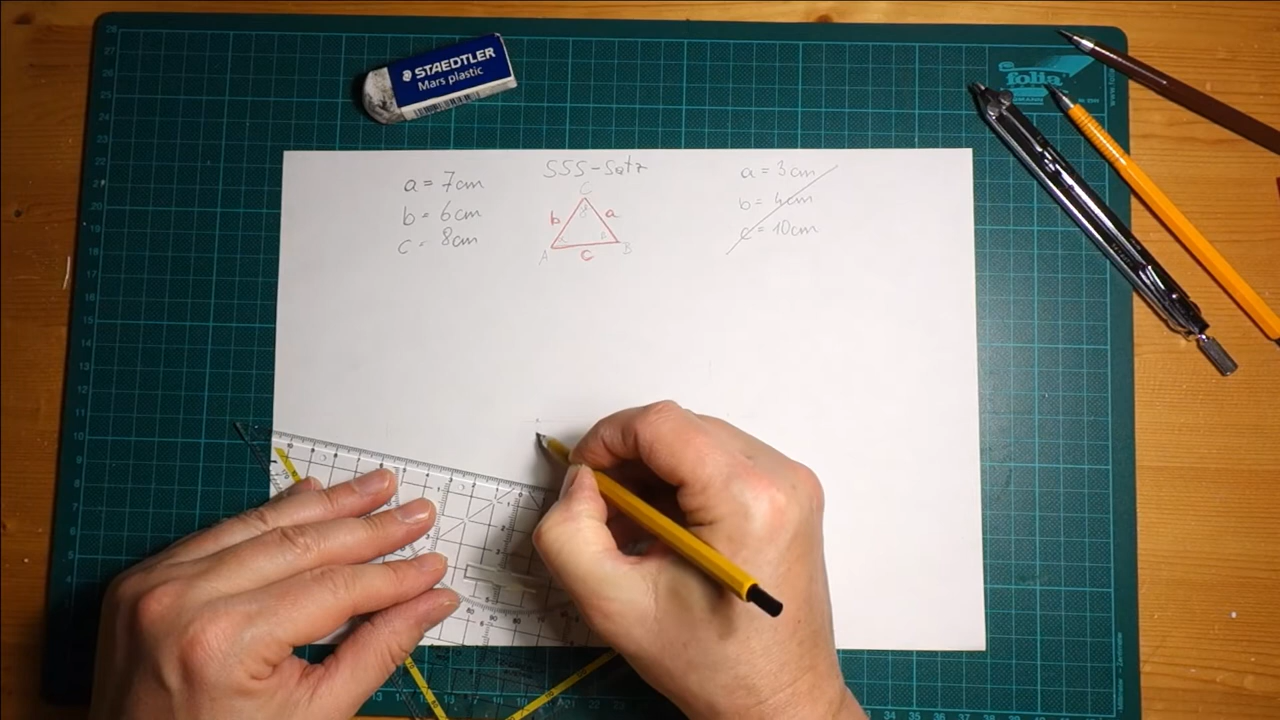 STAEDTLER
Mars plastic
folia
SSS-Satz
a = 7cm
b = 6cm
c = 8cm
C
b
a
A
c
B
a = 3cm
b = 4cm
c = 10cm